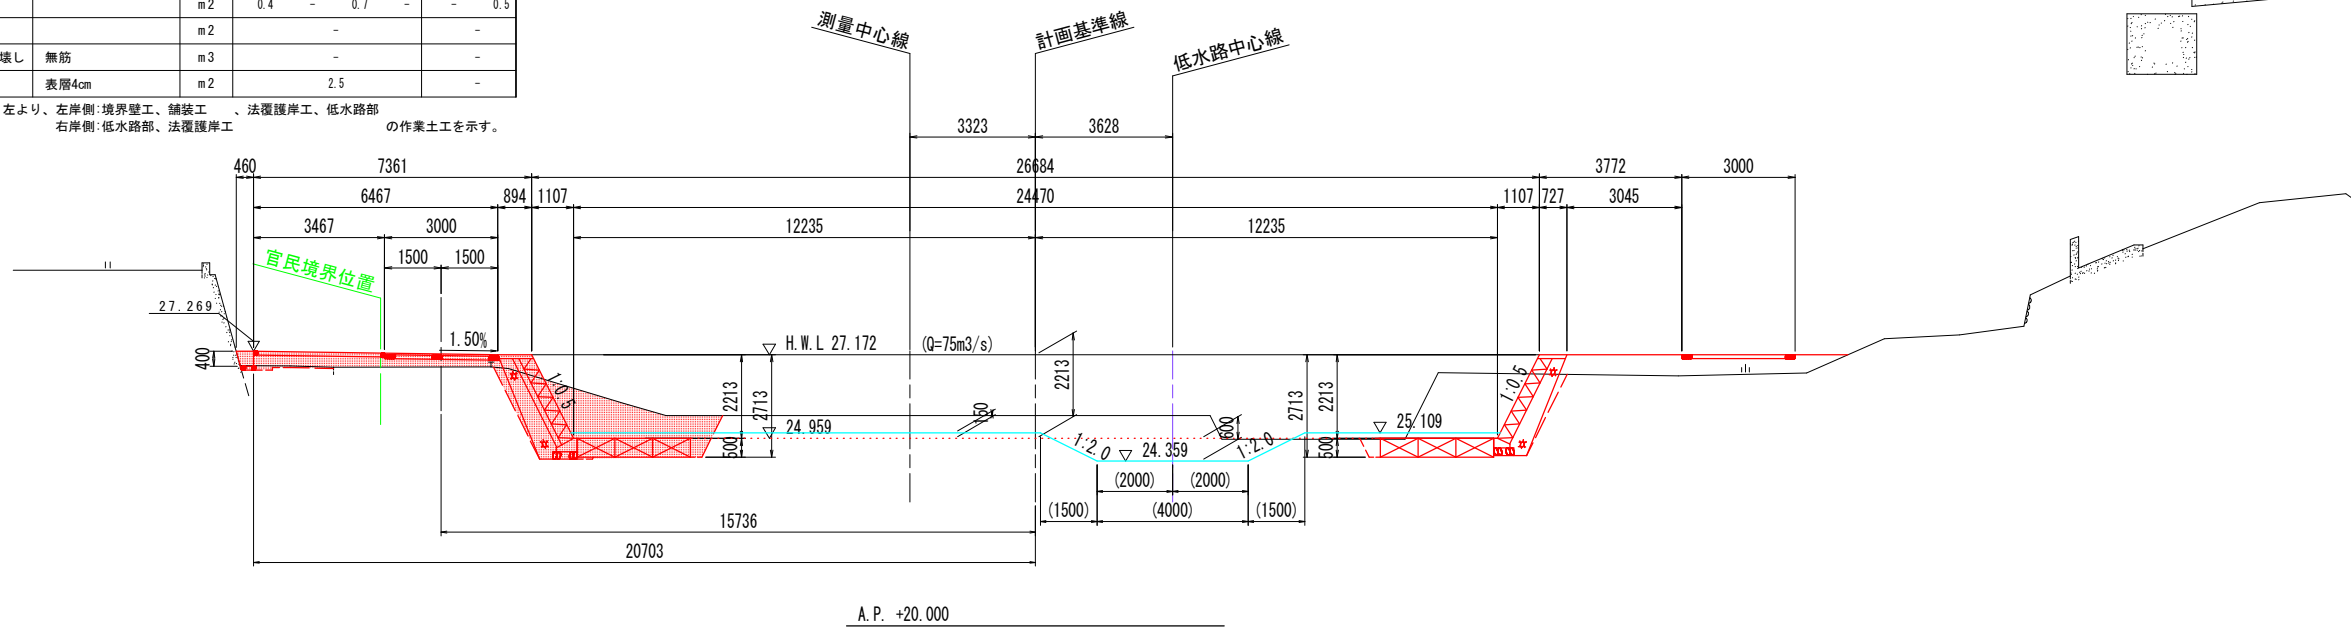 m2 0.4 - 0.7 - - 0.5
m2 - -
壊し 無筋 m3 - -
表層4cm m2 2.5 -
左より、左岸側:境界壁工、舗装工 、法覆護岸工、低水路部
右岸側:低水路部、法覆護岸工 の作業土工を示す。
測量中心線
計画基準線
低水路中心線
3323 3628
460 7361 26684 3772 3000
6467 894 1107 24470 1107 727 3045
3467 3000 12235 12235
1500 1500
官民境界位置
27.269
1.50%
H.W.L 27.172 (Q=75m3/s)
400
1:0.5
2213
2713
500
24.959
150
2213
600
1:2.0
24.359
1:2.0
2713
2213
500
25.109
1:0.5
(2000) (2000)
(1500) (4000) (1500)
15736
20703
A.P. +20.000